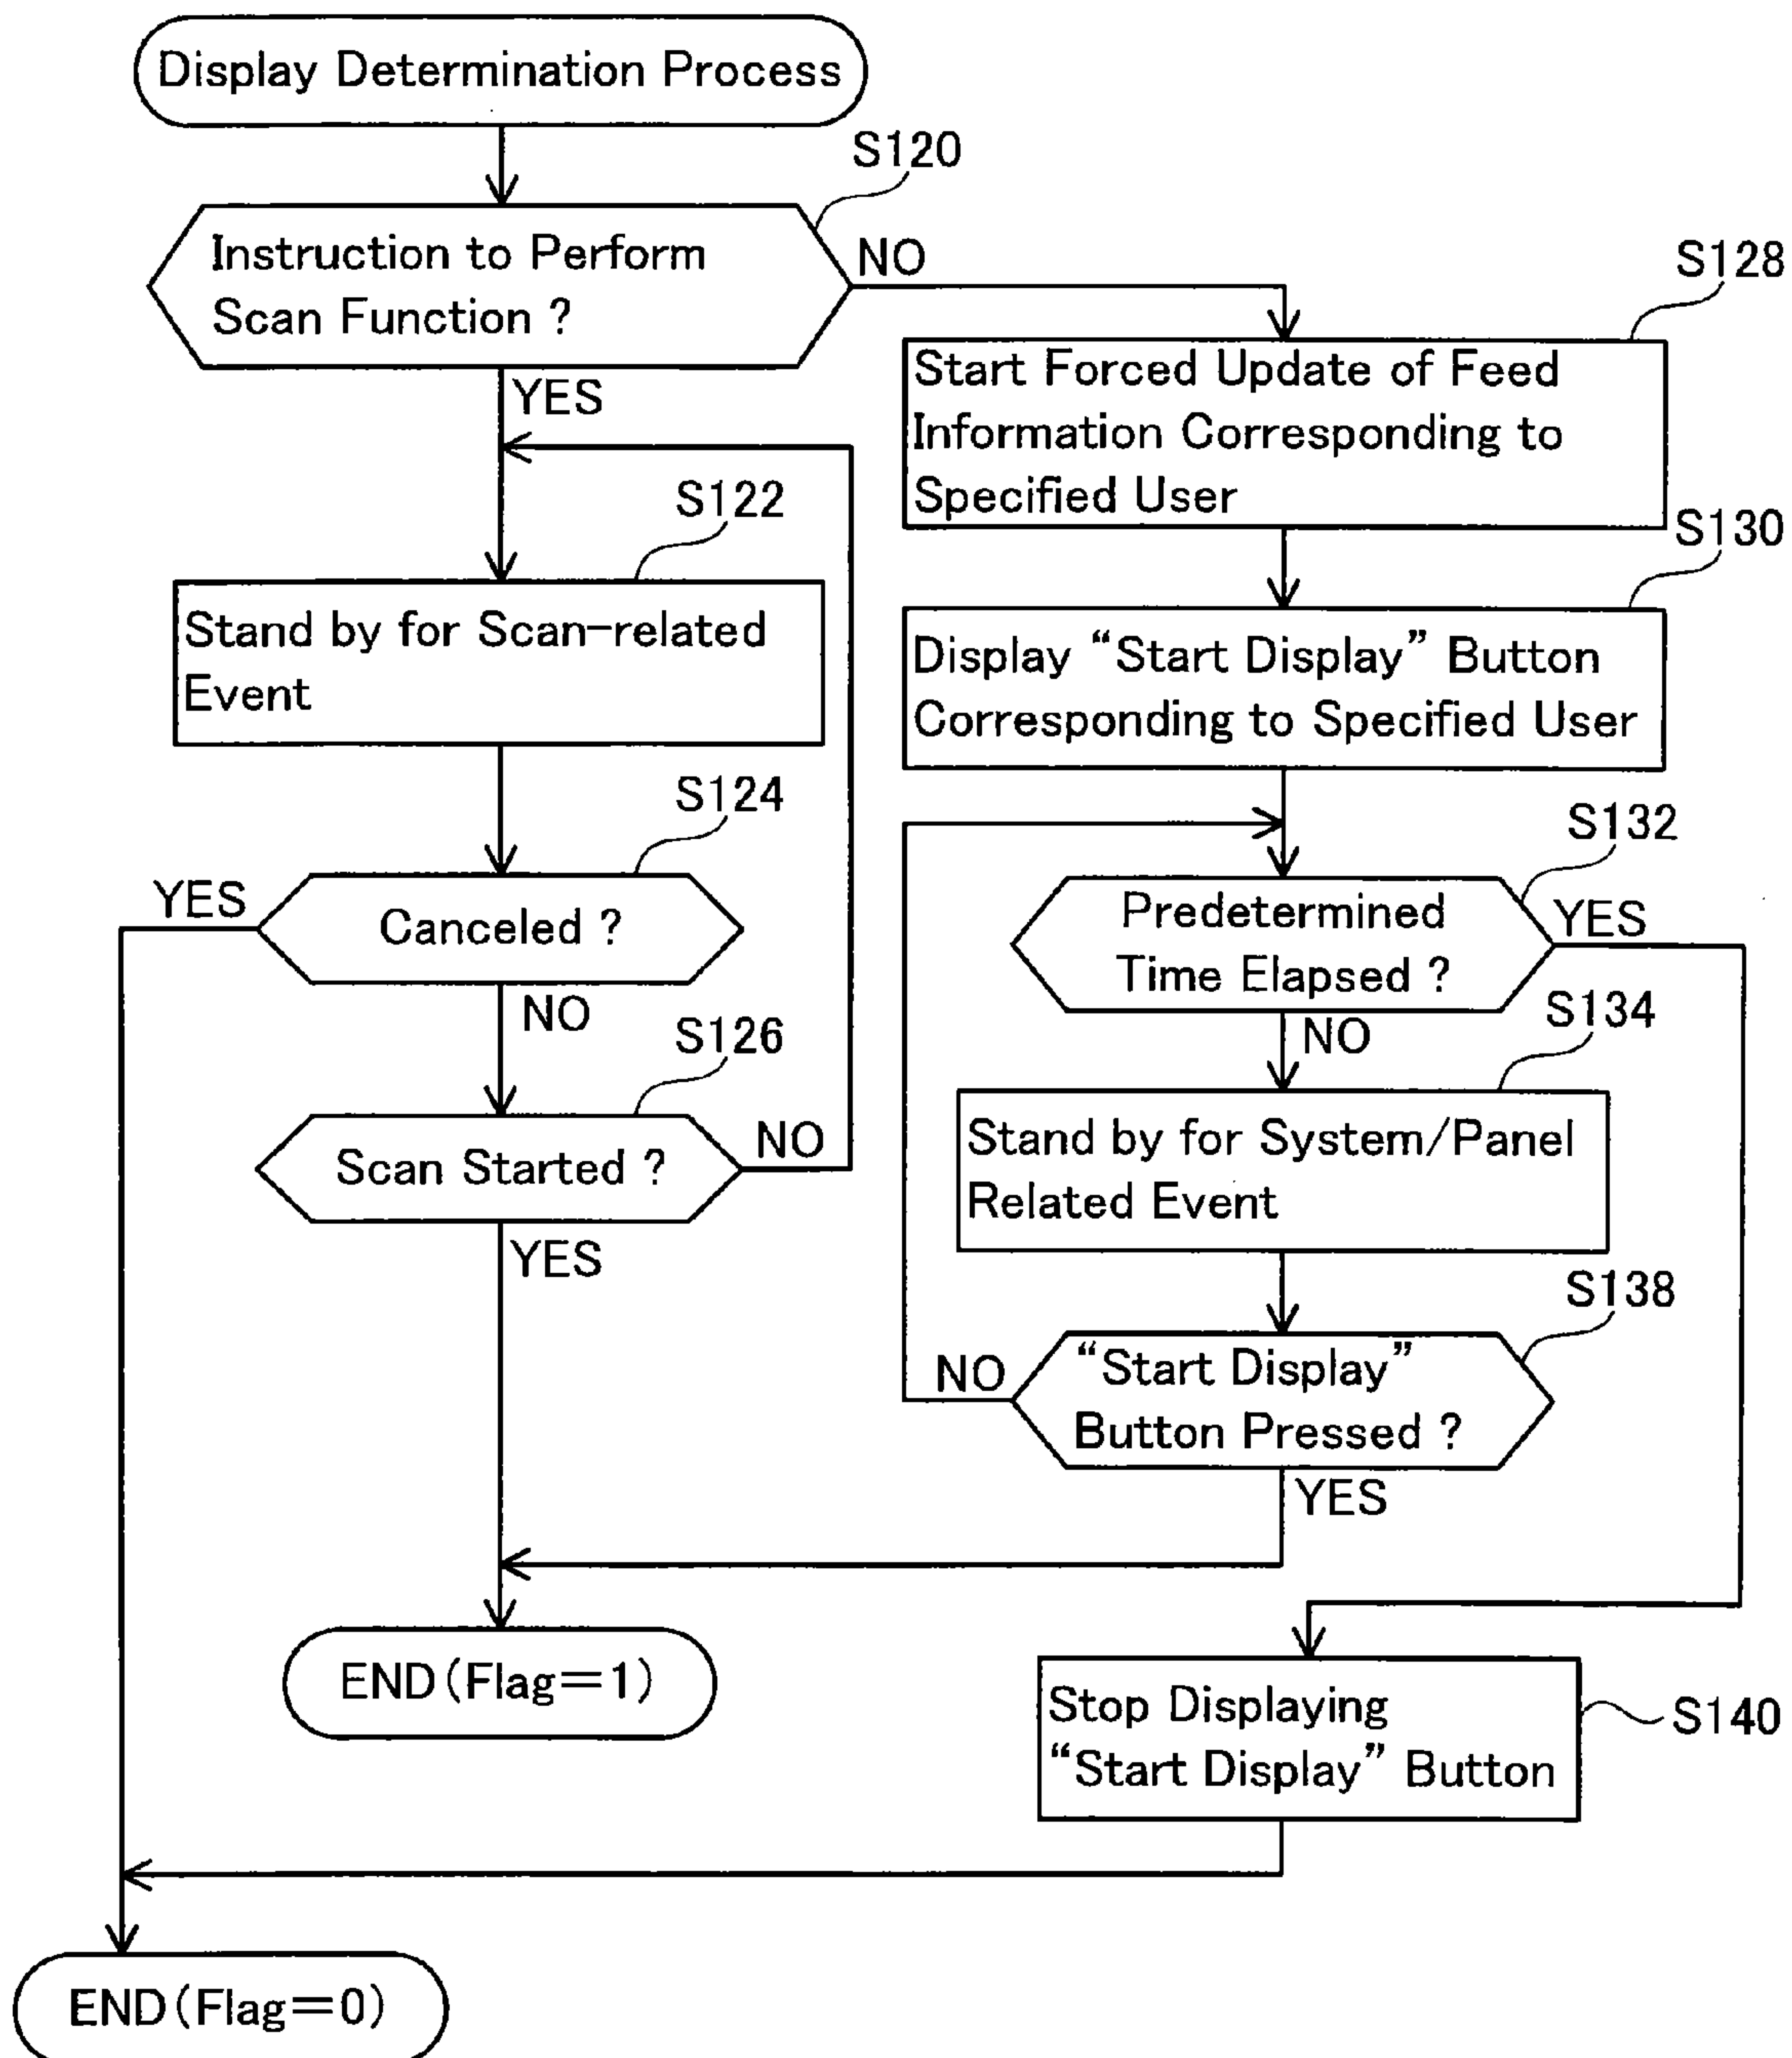 Display Determination Process
S120
Instruction to Perform
Scan Function ?
NO
YES
S128
Start Forced Update of Feed
Information Corresponding to
Specified User
S122
Stand by for Scan-related
Event
S130
Display “Start Display” Button
Corresponding to Specified User
S124
YES
Canceled ?
NO
S132
Predetermined
Time Elapsed ?
YES
NO
S126
Scan Started ?
NO
YES
S134
Stand by for System/Panel
Related Event
S138
“Start Display”
Button Pressed ?
NO
YES
END(Flag=1)
Stop Displaying
“Start Display” Button
S140
END(Flag=0)